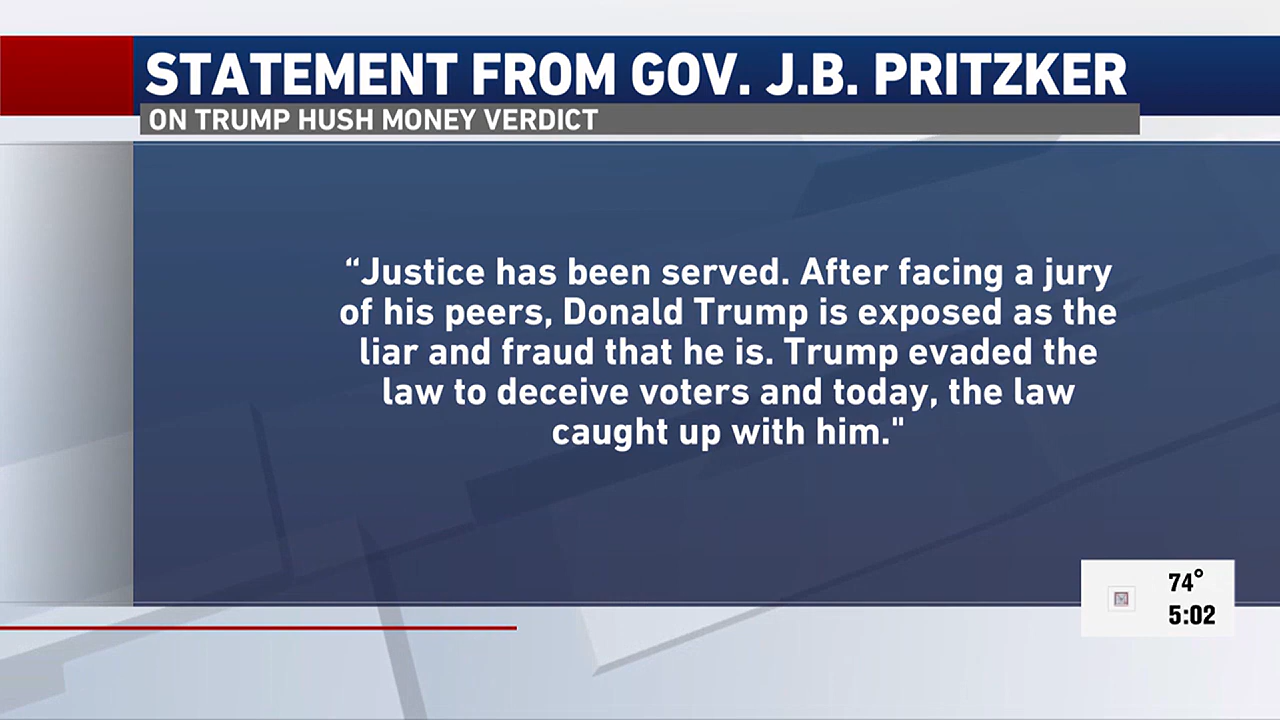 STATEMENT FROM GOV. J.B. PRITZKER
ON TRUMP HUSH MONEY VERDICT
“Justice has been served. After facing a jury
of his peers, Donald Trump is exposed as the
liar and fraud that he is. Trump evaded the
law to deceive voters and today, the law
caught up with him."
74°
5:02